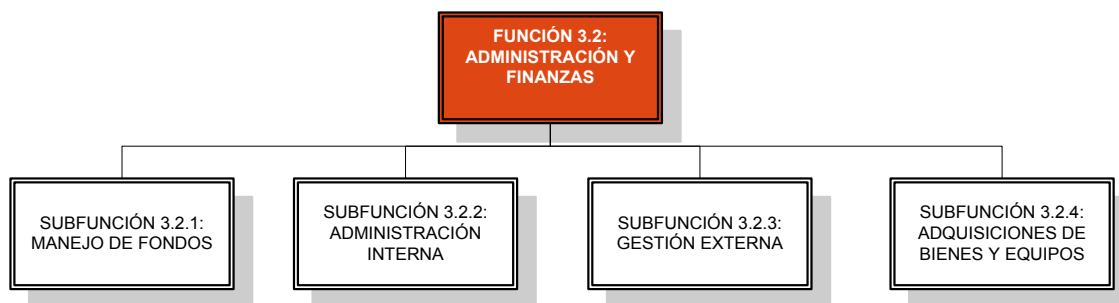 FUNCIÓN 3.2:
ADMINISTRACIÓN Y
FINANZAS
SUBFUNCIÓN 3.2.1:
MANEJO DE FONDOS
SUBFUNCIÓN 3.2.2:
ADMINISTRACIÓN
INTERNA
SUBFUNCIÓN 3.2.3:
GESTIÓN EXTERNA
SUBFUNCIÓN 3.2.4:
ADQUISICIONES DE
BIENES Y EQUIPOS